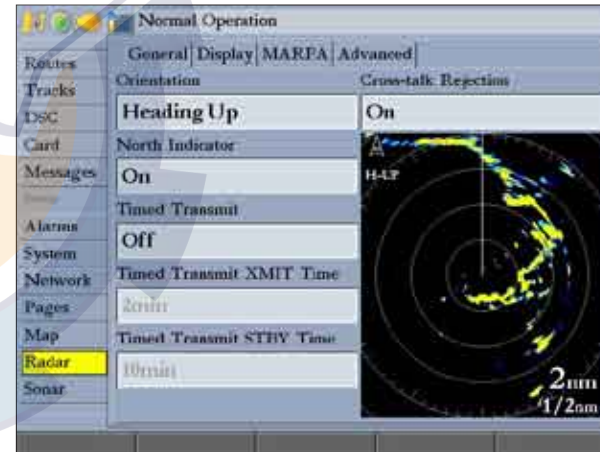 Normal Operation
General Display MARPA Advanced
Routes
Tracks
DSC
Card
Messages
Alarms
System
Network
Pages
Map
Radar
Sonar
Orientation
Heading Up
North Indicator
On
Timed Transmit
Off
Timed Transmit XMIT Time
2min
Timed Transmit STBY Time
10min
Cross-talk Rejection
On
H-UP
2nm
1/2nm